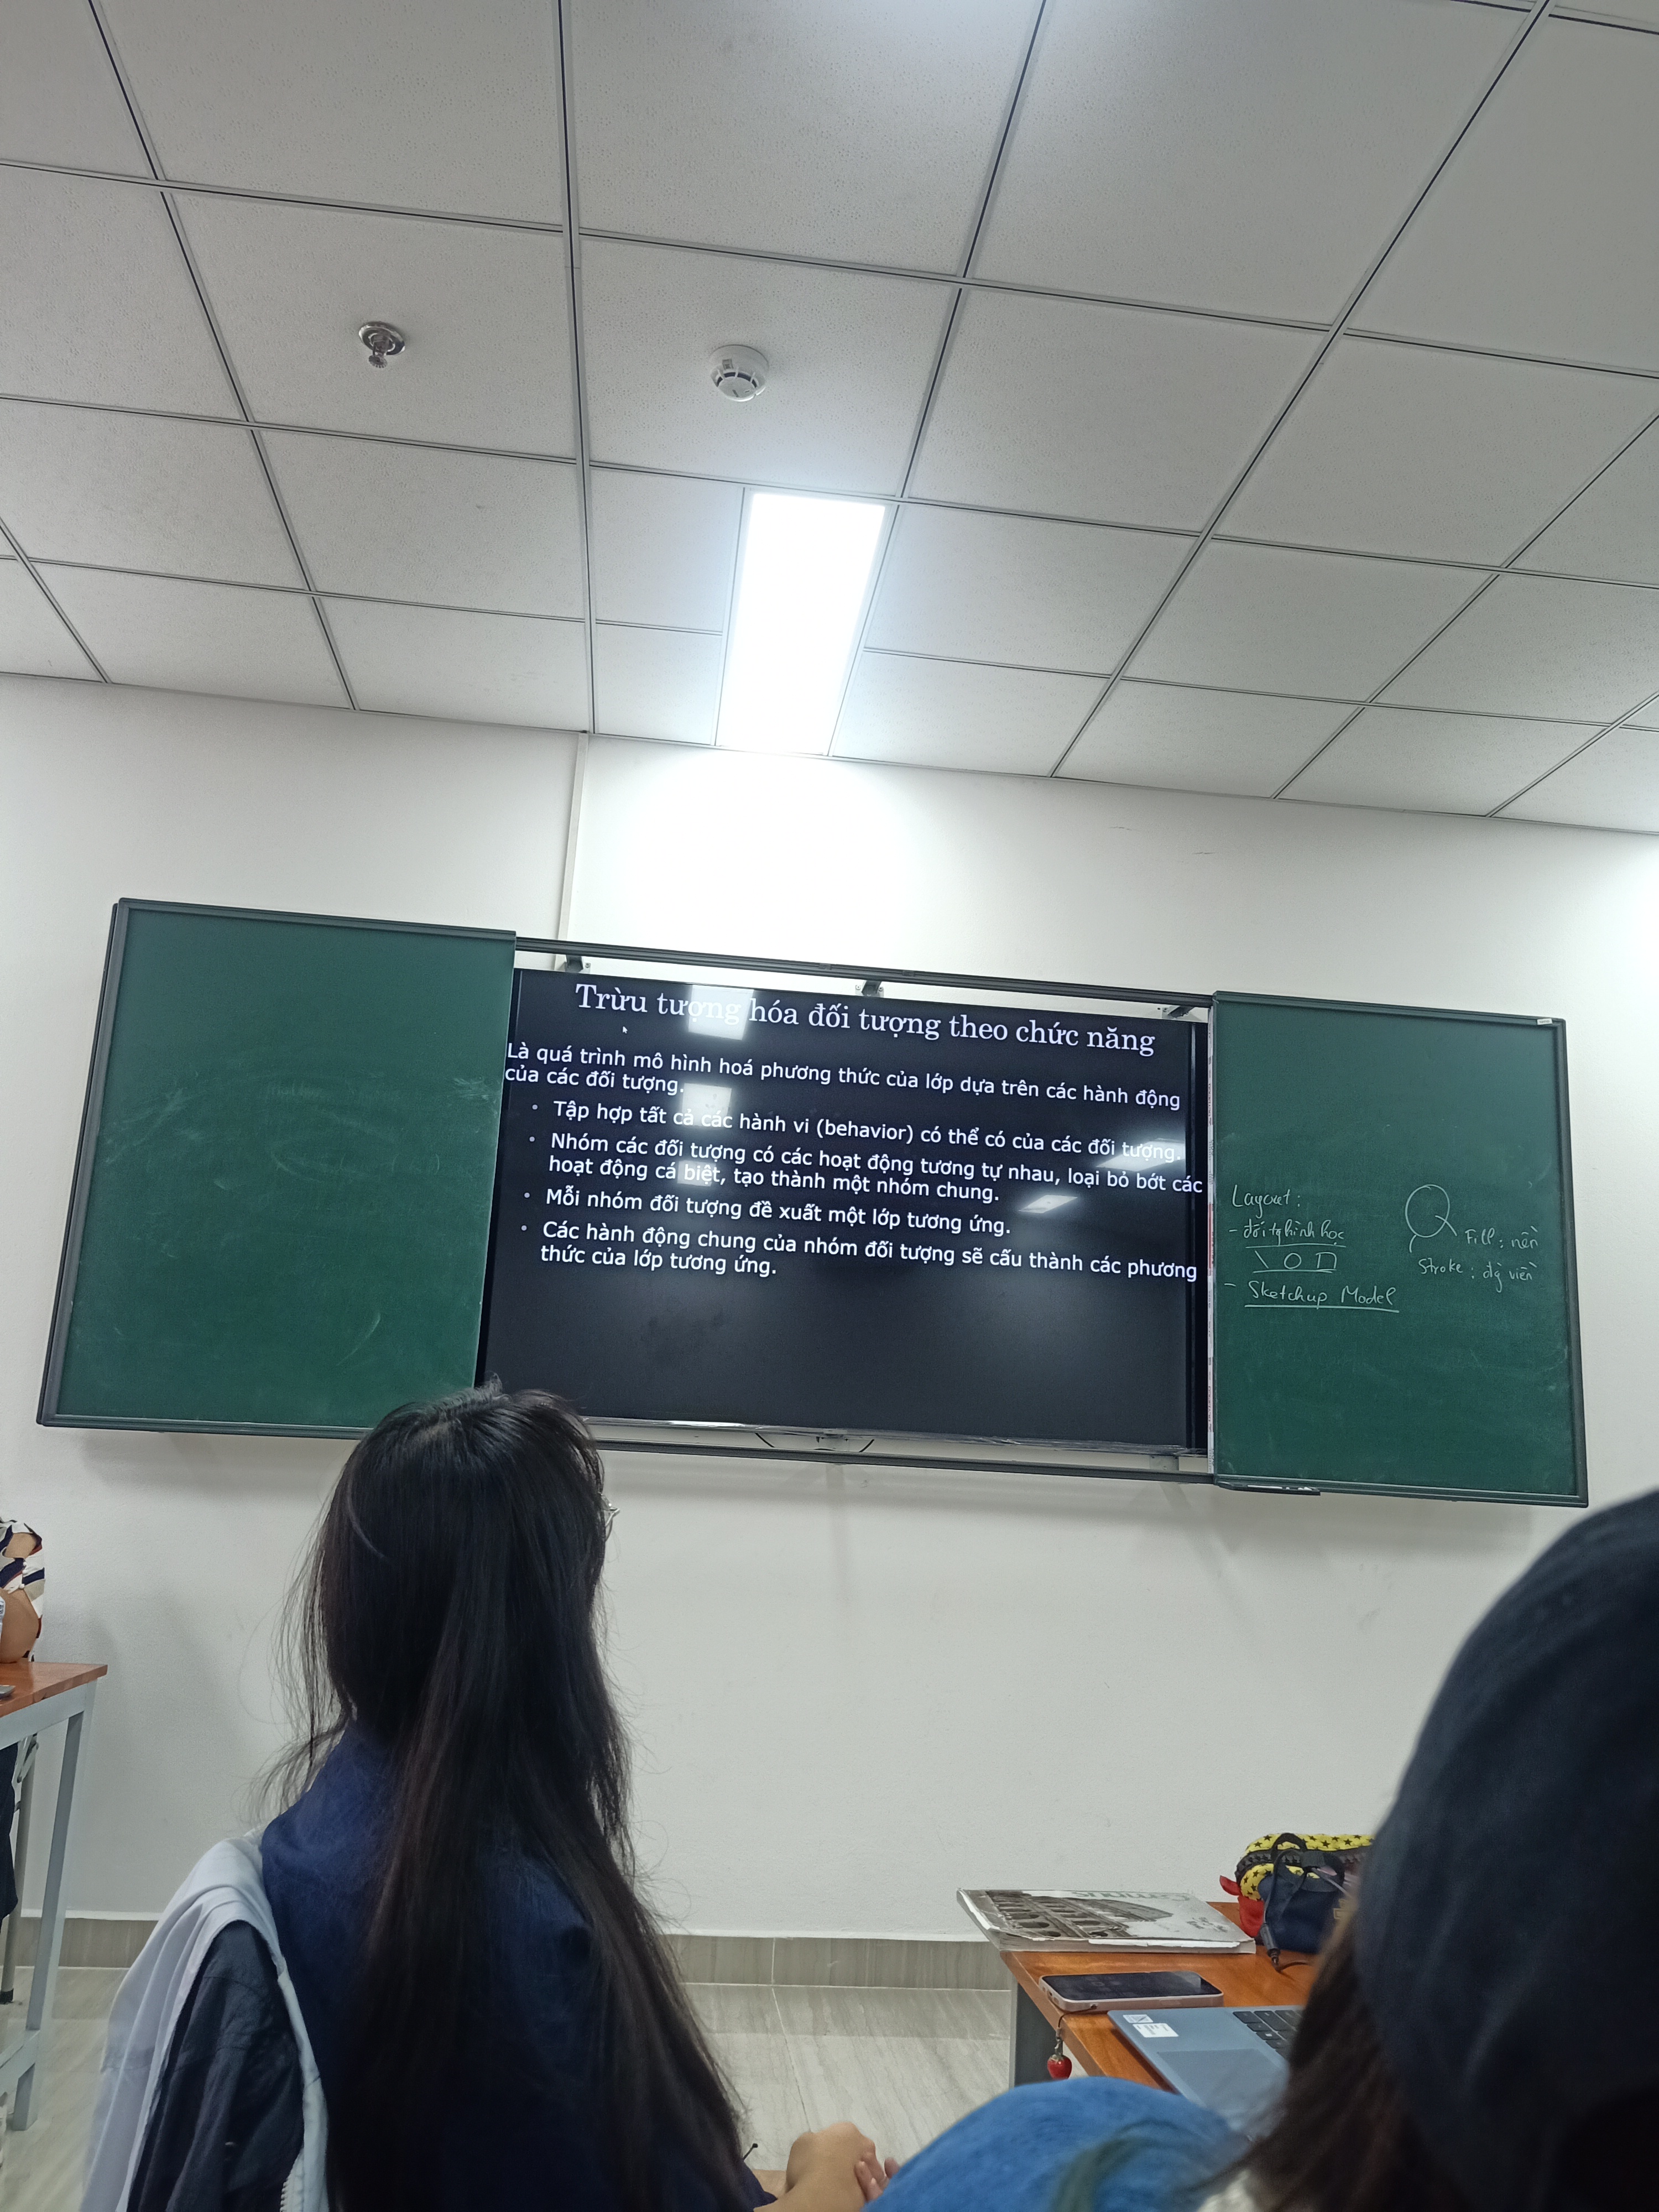 Trừu tượng hóa đối tượng theo chức năng
Là quá trình mô hình hoá phương thức của lớp dựa trên các hành động
của các đối tượng.
• Tập hợp tất cả các hành vi (behavior) có thể có của các đối tượng.
• Nhóm các đối tượng có các hoạt động tương tự nhau, loại bỏ bớt các
hoạt động cá biệt, tạo thành một nhóm chung.
• Mỗi nhóm đối tượng đề xuất một lớp tương ứng.
• Các hành động chung của nhóm đối tượng sẽ cấu thành các phương
thức của lớp tương ứng.
Layout :
- đối tg hình học
- Sketchup Model
Fill : nền
Stroke : đg viền